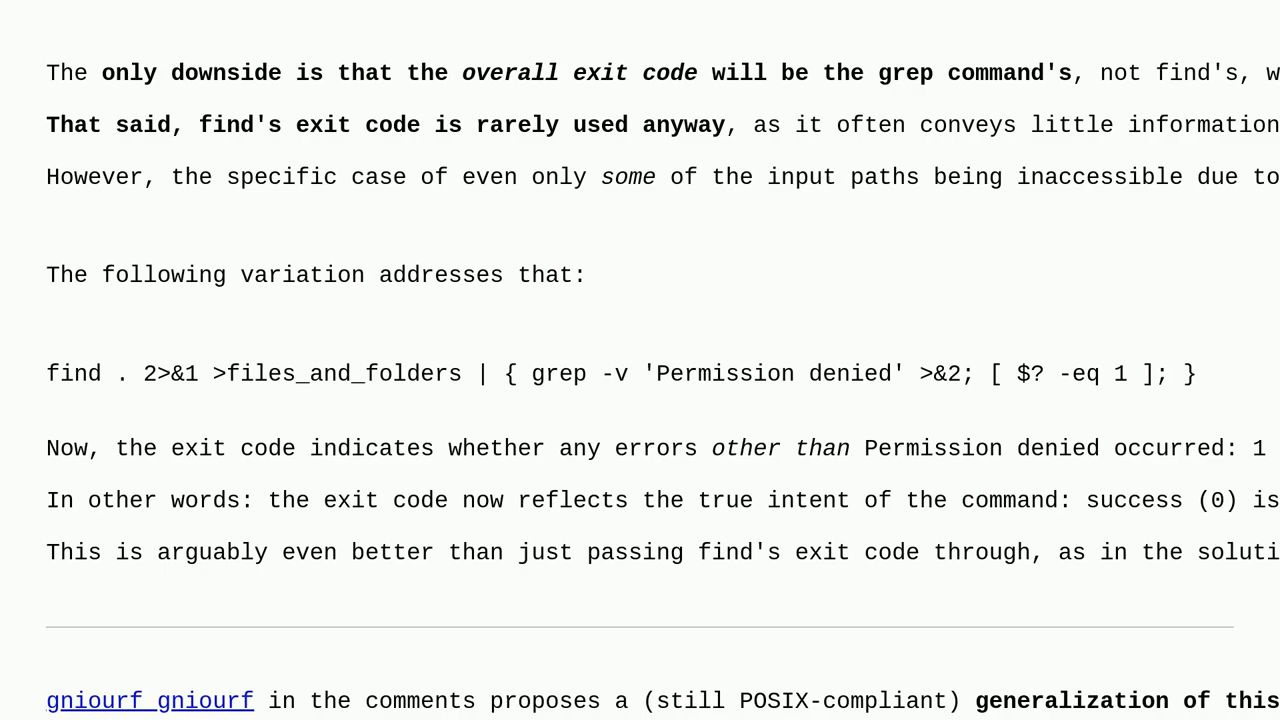 The only downside is that the overall exit code will be the grep command's, not find's,
That said, find's exit code is rarely used anyway, as it often conveys little information
However, the specific case of even only some of the input paths being inaccessible due to
The following variation addresses that:
find . 2>&1 >files_and_folders | { grep -v 'Permission denied' >&2; [ $? -eq 1 ]; }
Now, the exit code indicates whether any errors other than Permission denied occurred: 1
In other words: the exit code now reflects the true intent of the command: success (0) is
This is arguably even better than just passing find's exit code through, as in the
gniourf_gniourf in the comments proposes a (still POSIX-compliant) generalization of this